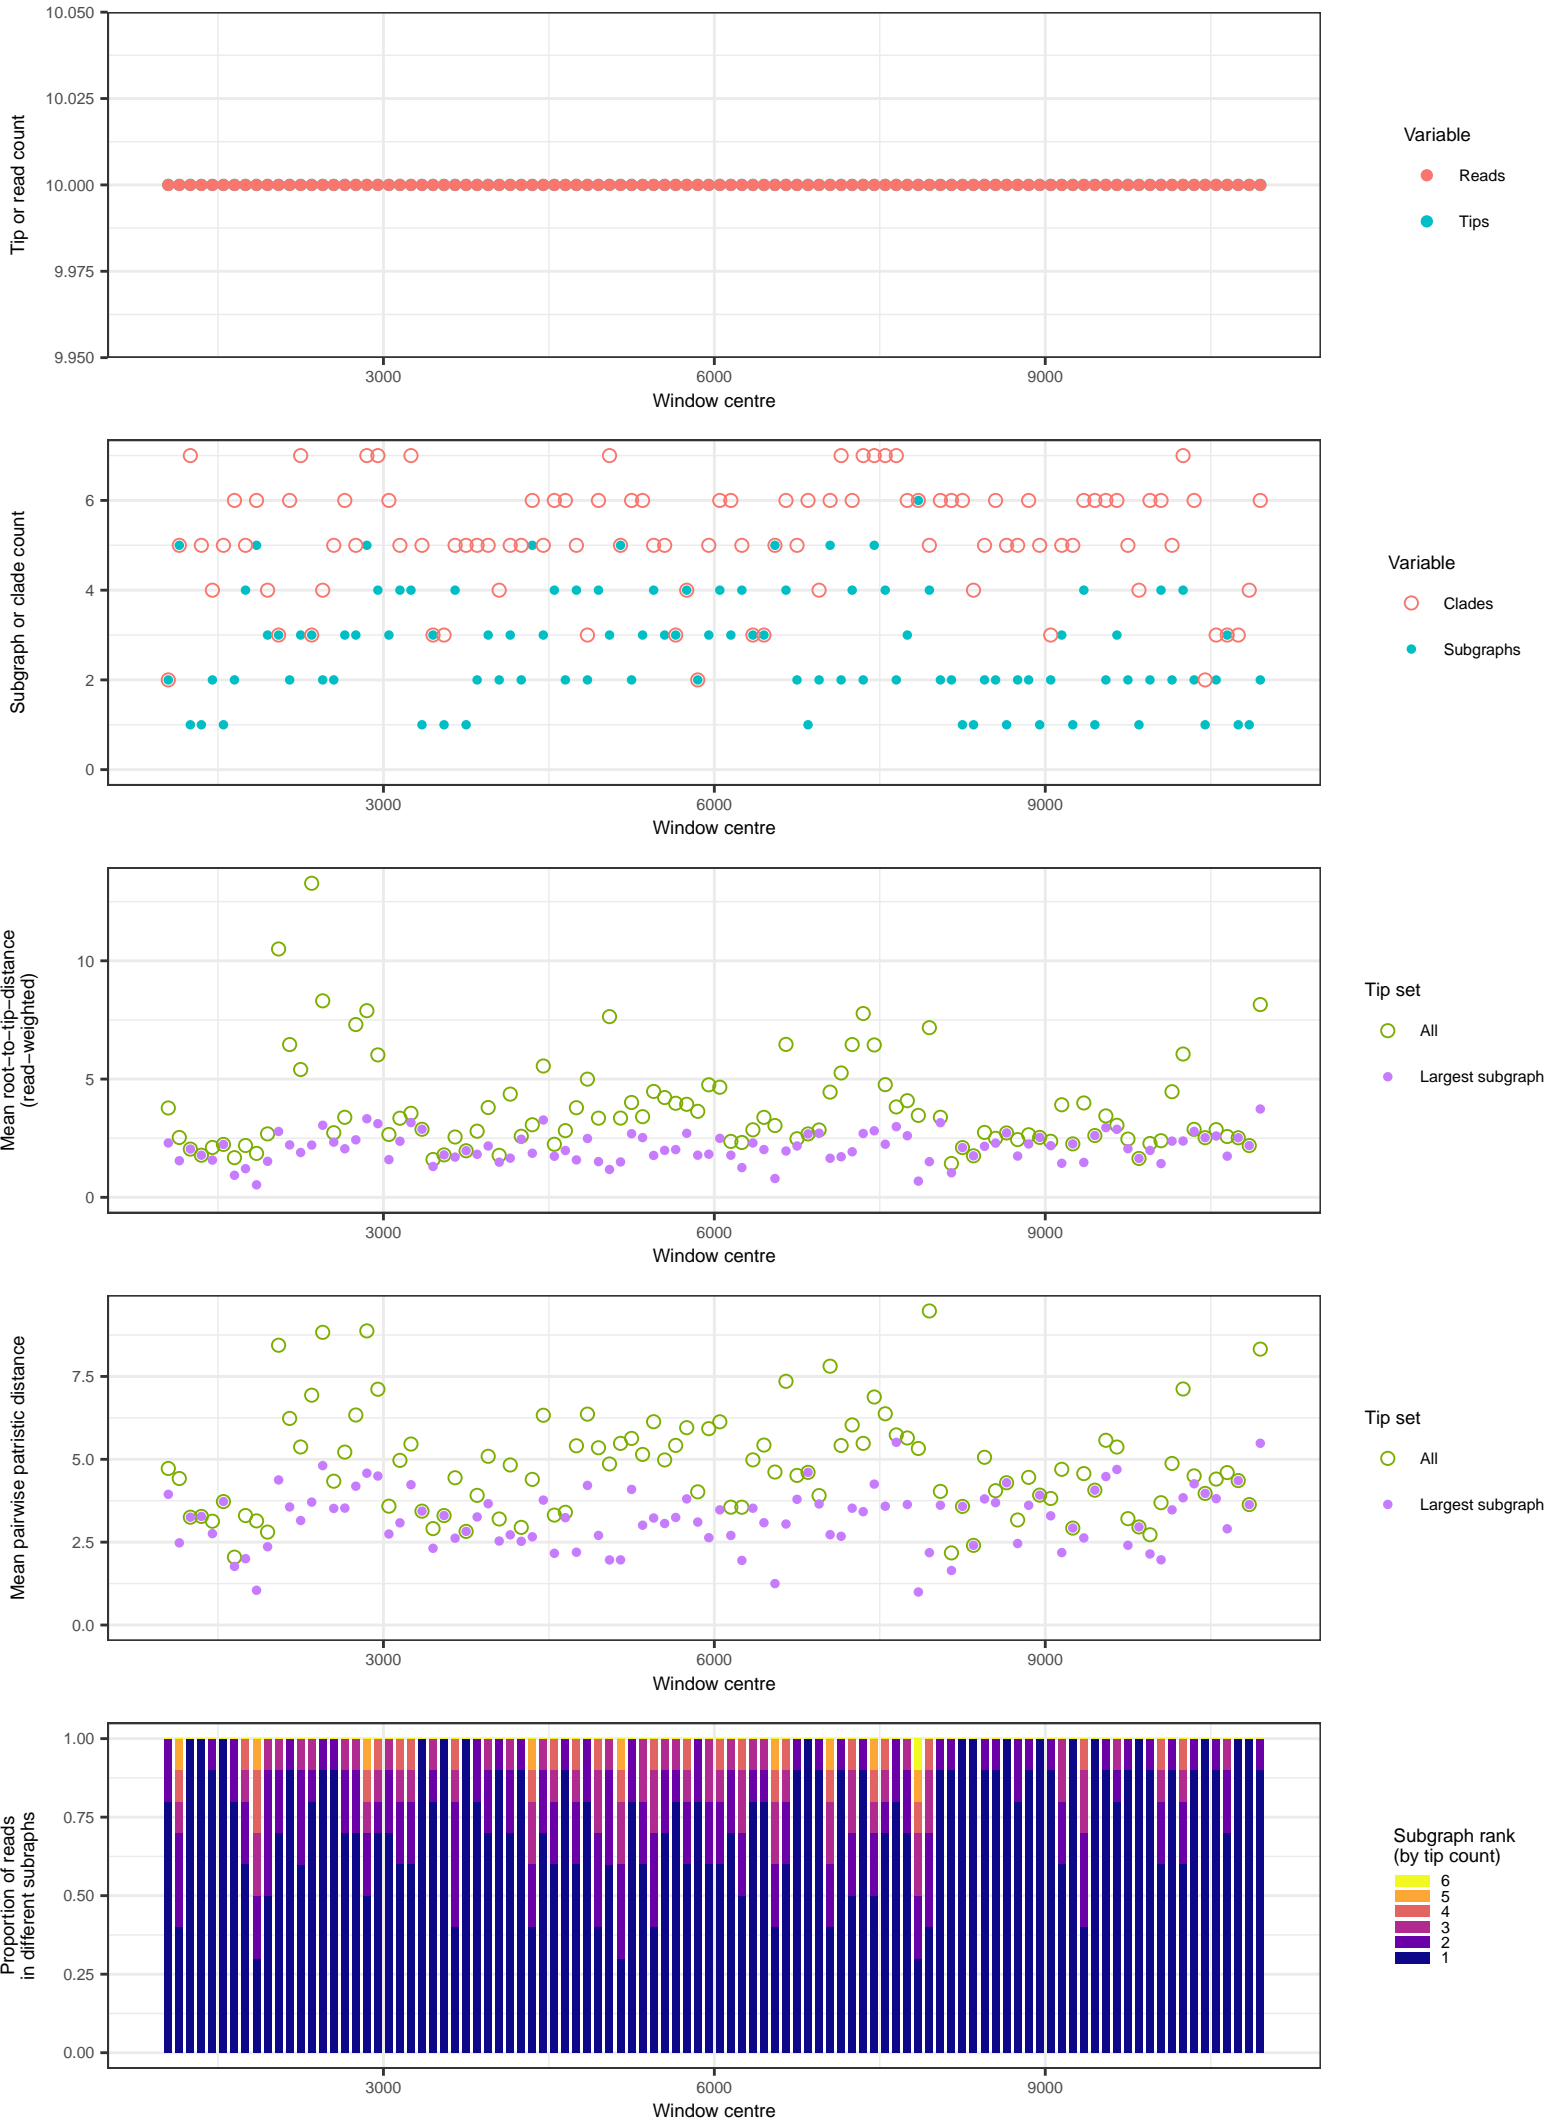 10.050
10.025
10.000
9.975
9.950
Tip or read count
3000 6000 9000
Window centre
Variable
Reads
Tips
6
4
2
0
Subgraph or clade count
3000 6000 9000
Window centre
Variable
Clades
Subgraphs
10
5
0
Mean root−to−tip−distance
(read−weighted)
3000 6000 9000
Window centre
Tip set
All
Largest subgraph
7.5
5.0
2.5
0.0
Mean pairwise patristic distance
3000 6000 9000
Window centre
Tip set
All
Largest subgraph
1.00
0.75
0.50
0.25
0.00
Proportion of reads
in different subraphs
3000 6000 9000
Window centre
Subgraph rank
(by tip count)
6
5
4
3
2
1